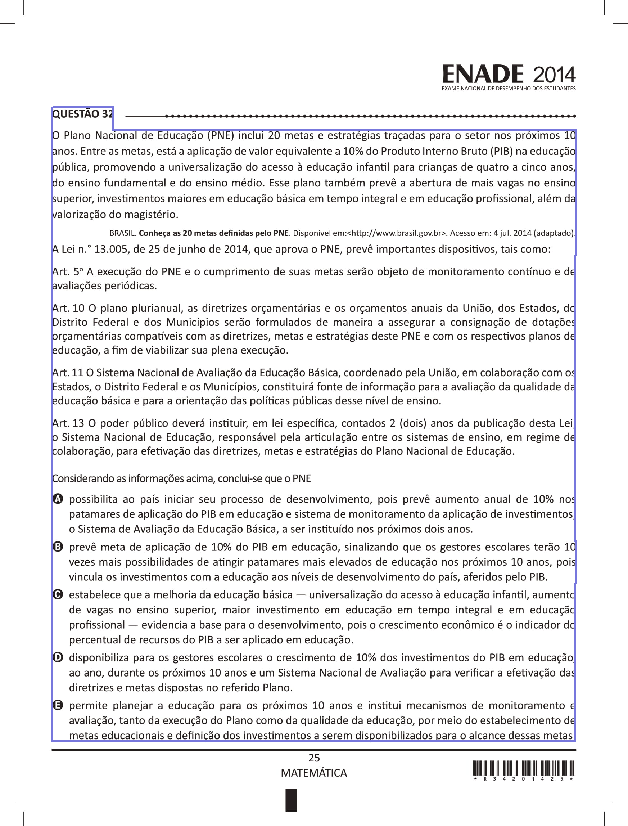 ENADE 2014
EXAME NACIONAL DE DESEMPENHO DOS ESTUDANTES
QUESTÃO 32
O Plano Nacional de Educação (PNE) inclui 20 metas e estratégias traçadas para o setor nos próximos 10
anos. Entre as metas, está a aplicação de valor equivalente a 10% do Produto Interno Bruto (PIB) na educação
pública, promovendo a universalização do acesso à educação infantil para crianças de quatro a cinco anos,
do ensino fundamental e do ensino médio. Esse plano também prevê a abertura de mais vagas no ensino
superior, investimentos maiores em educação básica em tempo integral e em educação profissional, além da
valorização do magistério.
BRASIL. Conheça as 20 metas definidas pelo PNE. Disponível em:<http://www.brasil.gov.br>. Acesso em: 4 jul. 2014 (adaptado).
A Lei n.° 13.005, de 25 de junho de 2014, que aprova o PNE, prevê importantes dispositivos, tais como:
Art. 5º A execução do PNE e o cumprimento de suas metas serão objeto de monitoramento contínuo e de
avaliações periódicas.
Art. 10 O plano plurianual, as diretrizes orçamentárias e os orçamentos anuais da União, dos Estados, do
Distrito Federal e dos Municípios serão formulados de maneira a assegurar a consignação de dotações
orçamentárias compatíveis com as diretrizes, metas e estratégias deste PNE e com os respectivos planos de
educação, a fim de viabilizar sua plena execução.
Art. 11 O Sistema Nacional de Avaliação da Educação Básica, coordenado pela União, em colaboração com os
Estados, o Distrito Federal e os Municípios, constituirá fonte de informação para a avaliação da qualidade da
educação básica e para a orientação das políticas públicas desse nível de ensino.
Art. 13 O poder público deverá instituir, em lei específica, contados 2 (dois) anos da publicação desta Lei,
o Sistema Nacional de Educação, responsável pela articulação entre os sistemas de ensino, em regime de
colaboração, para efetivação das diretrizes, metas e estratégias do Plano Nacional de Educação.
Considerando as informações acima, conclui-se que o PNE
A possibilita ao país iniciar seu processo de desenvolvimento, pois prevê aumento anual de 10% nos
patamares de aplicação do PIB em educação e sistema de monitoramento da aplicação de investimentos,
o Sistema de Avaliação da Educação Básica, a ser instituído nos próximos dois anos.
B prevê meta de aplicação de 10% do PIB em educação, sinalizando que os gestores escolares terão 10
vezes mais possibilidades de atingir patamares mais elevados de educação nos próximos 10 anos, pois
vincula os investimentos com a educação aos níveis de desenvolvimento do país, aferidos pelo PIB.
C estabelece que a melhoria da educação básica — universalização do acesso à educação infantil, aumento
de vagas no ensino superior, maior investimento em educação em tempo integral e em educação
profissional — evidencia a base para o desenvolvimento, pois o crescimento econômico é o indicador do
percentual de recursos do PIB a ser aplicado em educação.
D disponibiliza para os gestores escolares o crescimento de 10% dos investimentos do PIB em educação,
ao ano, durante os próximos 10 anos e um Sistema Nacional de Avaliação para verificar a efetivação das
diretrizes e metas dispostas no referido Plano.
E permite planejar a educação para os próximos 10 anos e institui mecanismos de monitoramento e
avaliação, tanto da execução do Plano como da qualidade da educação, por meio do estabelecimento de
metas educacionais e definição dos investimentos a serem disponibilizados para o alcance dessas metas.
25
MATEMÁTICA
*R34201425*